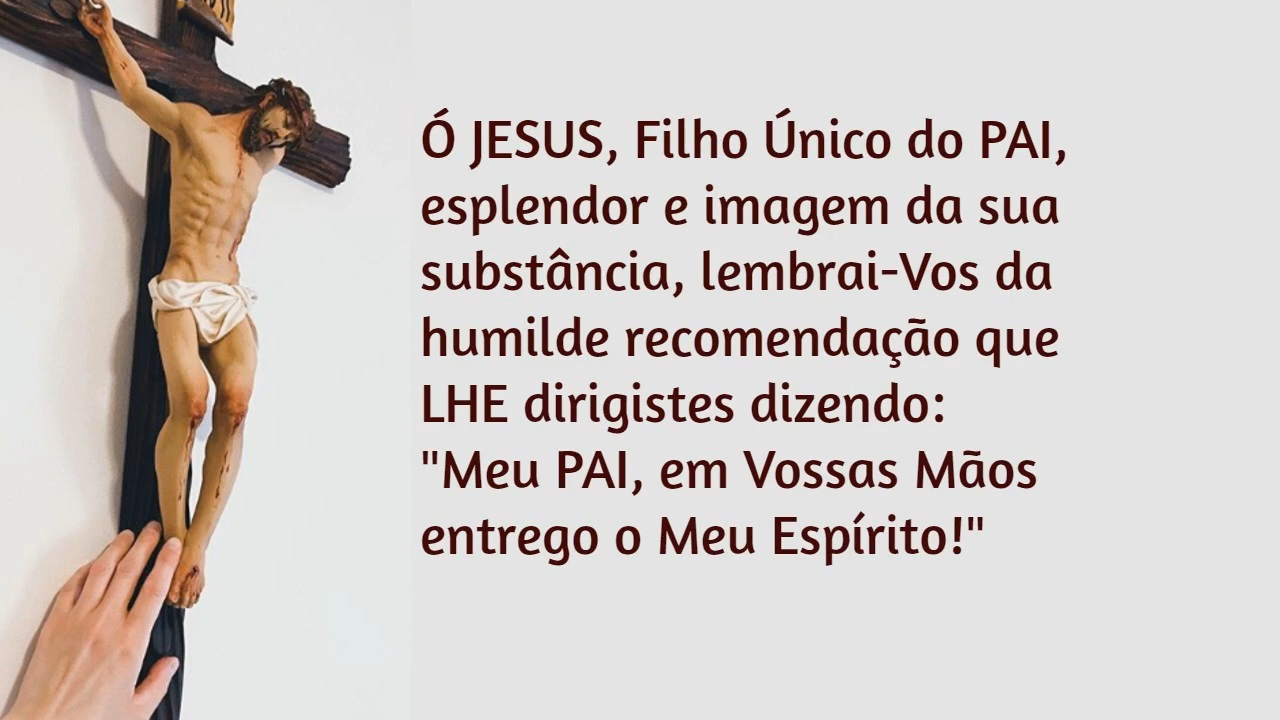 Ó JESUS, Filho Único do PAI,
esplendor e imagem da sua
substância, lembrai-Vos da
humilde recomendação que
LHE dirigistes dizendo:
"Meu PAI, em Vossas Mãos
entrego o Meu Espírito!"